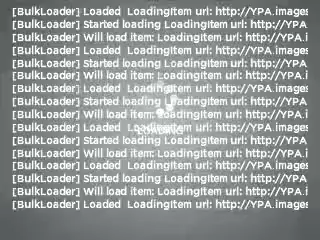 [BulkLoader] Loaded LoadingItem url: http://YPA.images
[BulkLoader] Started loading LoadingItem url: http://YPA
[BulkLoader] Will load item: LoadingItem url: http://YPA.i
[BulkLoader] Loaded LoadingItem url: http://YPA.images
[BulkLoader] Started loading LoadingItem url: http://YPA
[BulkLoader] Will load item: LoadingItem url: http://YPA.i
[BulkLoader] Loaded LoadingItem url: http://YPA.images
[BulkLoader] Started loading LoadingItem url: http://YPA
[BulkLoader] Will load item: LoadingItem url: http://YPA.i
[BulkLoader] Loaded LoadingItem url: http://YPA.images
LOADING
[BulkLoader] Started loading LoadingItem url: http://YPA
[BulkLoader] Will load item: LoadingItem url: http://YPA.i
[BulkLoader] Loaded LoadingItem url: http://YPA.images
[BulkLoader] Started loading LoadingItem url: http://YPA
[BulkLoader] Will load item: LoadingItem url: http://YPA.i
[BulkLoader] Loaded LoadingItem url: http://YPA.images